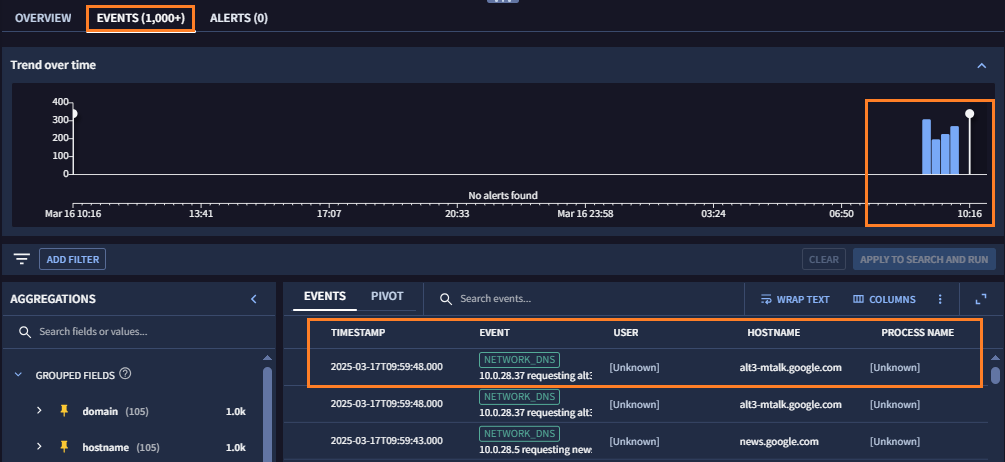 OVERVIEW EVENTS (1,000+) ALERTS (0)
Trend over time
400
300
200
100
0
No alerts found
Mar 16 10:16 13:41 17:07 20:33 Mar 16 23:58 03:24 06:50 10:16
ADD FILTER CLEAR APPLY TO SEARCH AND RUN
AGGREGATIONS
Search fields or values...
GROUPED FIELDS
domain (105) 1.0k
hostname (105) 1.0k
EVENTS PIVOT Search events... WRAP TEXT COLUMNS
TIMESTAMP EVENT USER HOSTNAME PROCESS NAME
2025-03-17T09:59:48.000 NETWORK_DNS [Unknown] alt3-mtalk.google.com [Unknown]
10.0.28.37 requesting alt3
2025-03-17T09:59:48.000 NETWORK_DNS [Unknown] alt3-mtalk.google.com [Unknown]
10.0.28.37 requesting alt3
2025-03-17T09:59:43.000 NETWORK_DNS [Unknown] news.google.com [Unknown]
10.0.28.5 requesting news